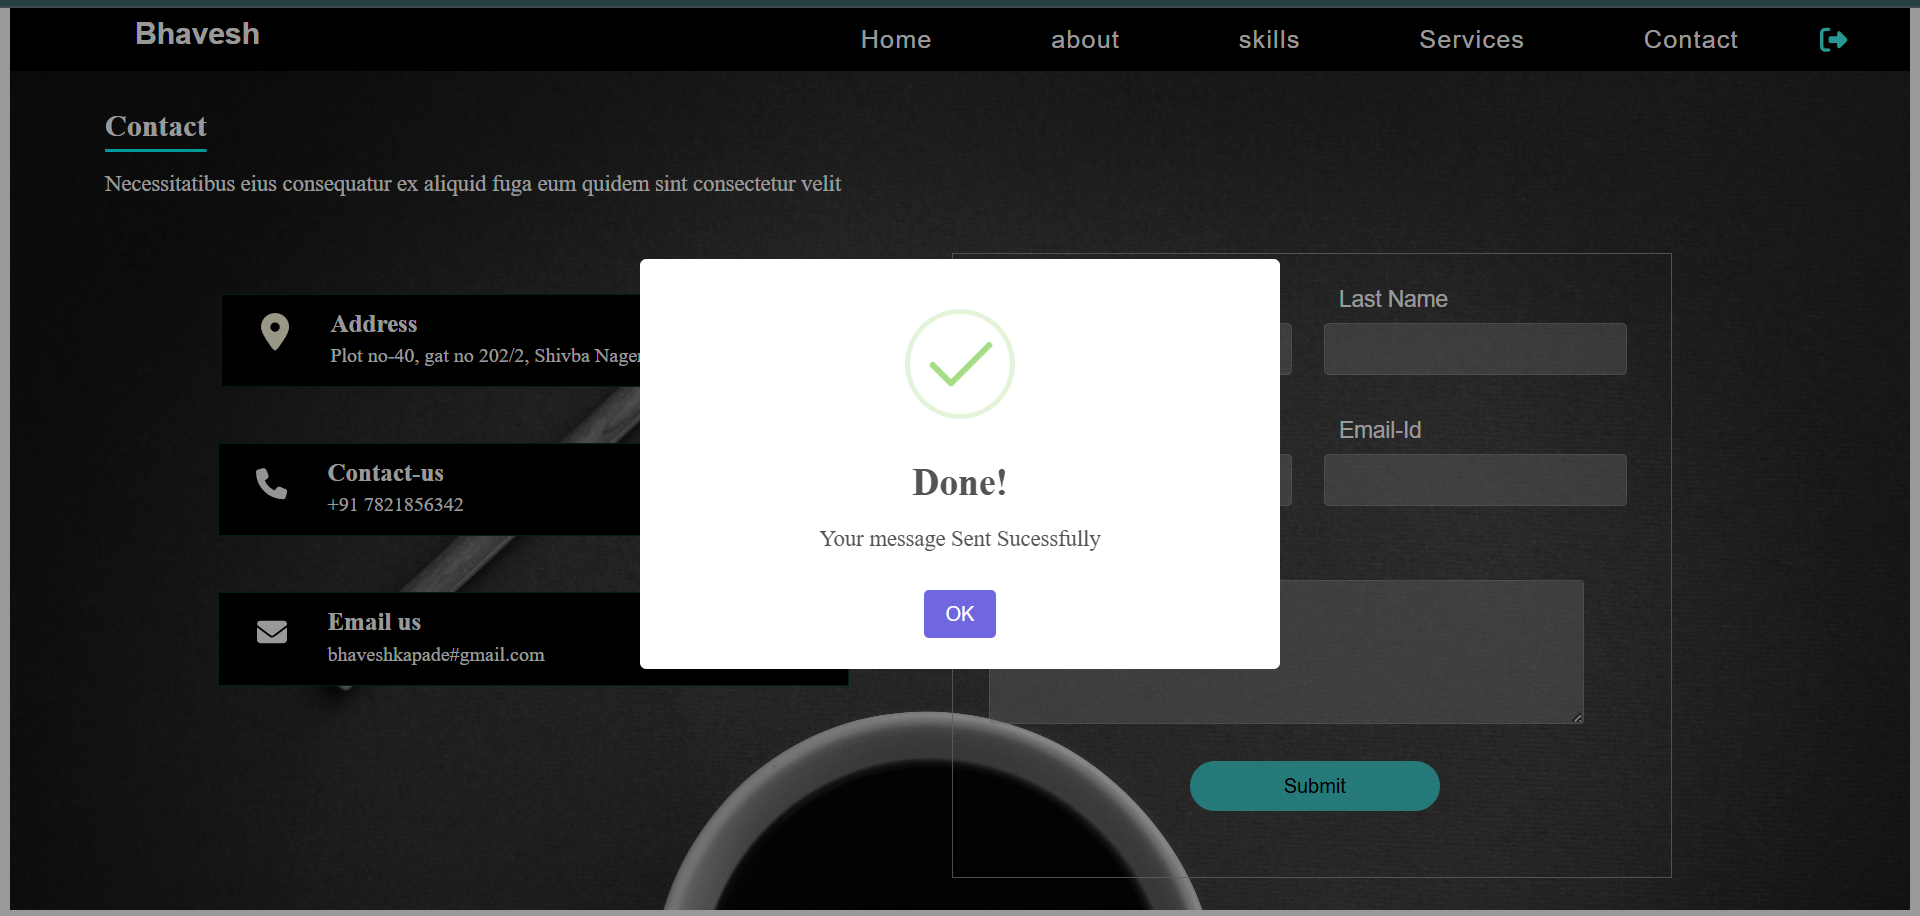 Bhavesh
Home about skills Services Contact
Contact
Necessitatibus eius consequatur ex aliquid fuga eum quidem sint consectetur velit
Address
Plot no-40, gat no 202/2, Shivba
Contact-us
+91 7821856342
Email us
bhaveshkapade#gmail.com
Done!
Your message Sent Sucessfully
OK
Last Name
Email-Id
Submit